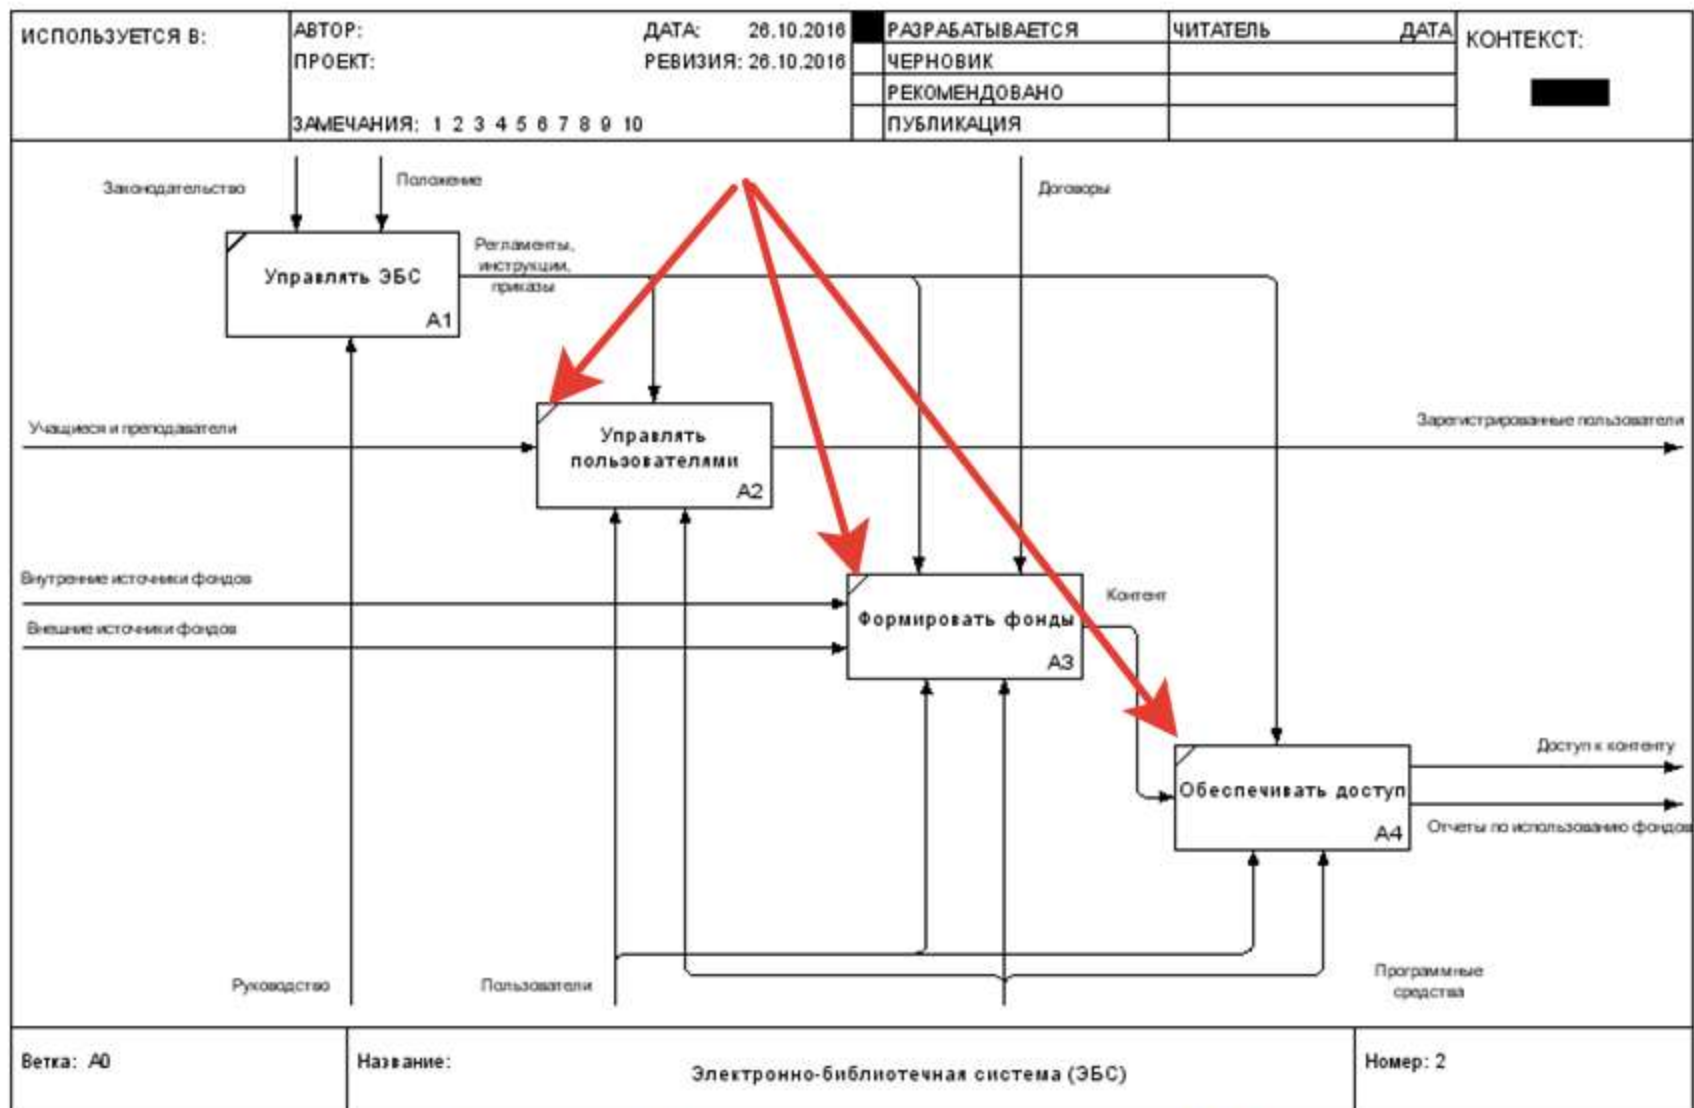 ИСПОЛЬЗУЕТСЯ В:
АВТОР:
ДАТА: 26.10.2016
ПРОЕКТ:
РЕВИЗИЯ: 26.10.2016
ЗАМЕЧАНИЯ: 1 2 3 4 5 6 7 8 9 10
РАЗРАБАТЫВАЕТСЯ
ЧЕРНОВИК
РЕКОМЕНДОВАНО
ПУБЛИКАЦИЯ
ЧИТАТЕЛЬ
ДАТА
КОНТЕКСТ:
Законодательство
Положение
Договоры
Управлять ЭБС
A1
Регламенты,
инструкции,
приказы
Учащиеся и преподаватели
Управлять
пользователями
A2
Зарегистрированные пользователи
Внутренние источники фондов
Внешние источники фондов
Формировать фонды
A3
Контент
Обеспечивать доступ
A4
Доступ к контенту
Отчеты по использованию фондов
Руководство
Пользователи
Программные
средства
Ветка: A0
Название:
Электронно-библиотечная система (ЭБС)
Номер: 2